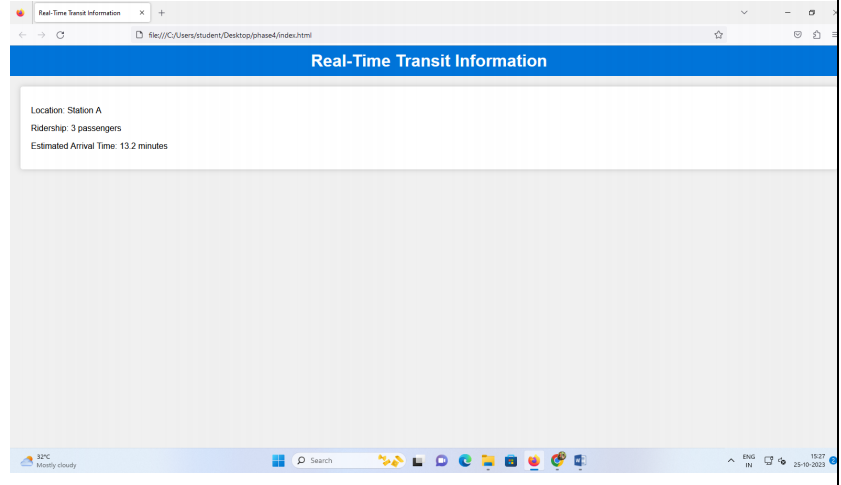 Real-Time Transit Information
file:///C:/Users/student/Desktop/phase4/index.html
Real-Time Transit Information
Location: Station A
Ridership: 3 passengers
Estimated Arrival Time: 13.2 minutes
32°C
Mostly cloudy
Search
ENG
IN
15:27
25-10-2023
2